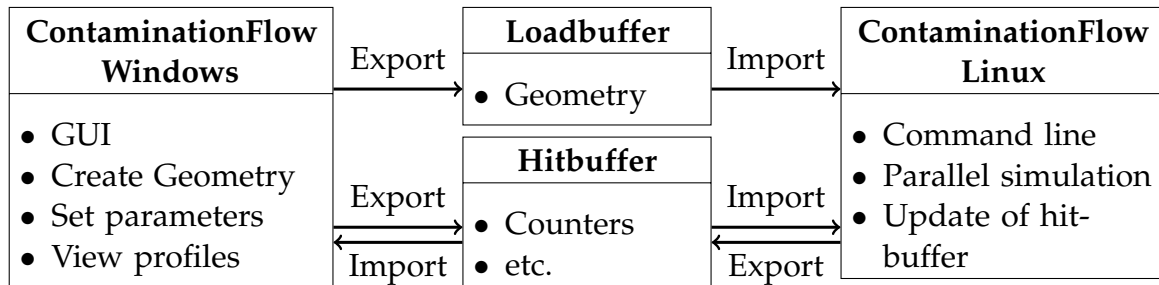 ContaminationFlow
Windows
• GUI
• Create Geometry
• Set parameters
• View profiles
Export
Export
Import
Loadbuffer
• Geometry
Hitbuffer
• Counters
• etc.
Import
Import
Export
ContaminationFlow
Linux
• Command line
• Parallel simulation
• Update of hit-
buffer